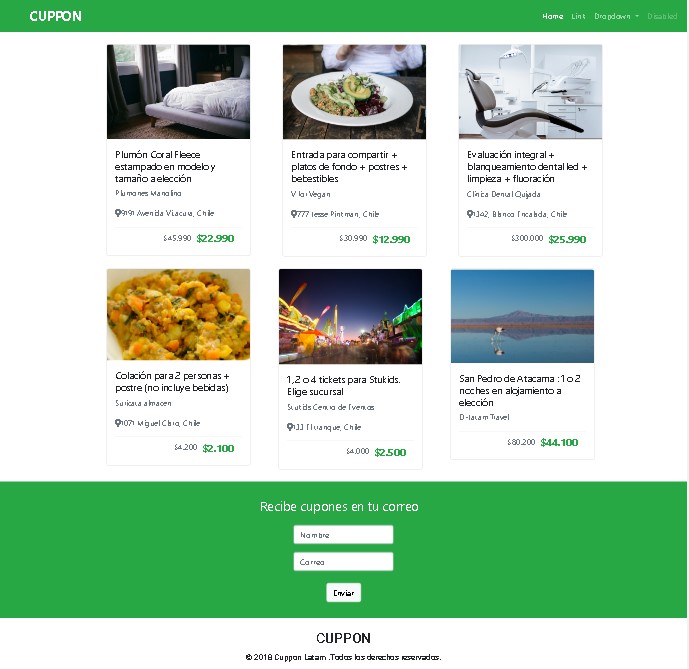 CUPPON
Home Link Dropdown Disabled
Plumón Coral Fleece
estampado en modelo y
tamaño a elección
Plumones Manolino
9191 Avenida Vitacura, Chile
$45.990 $22.990
Entrada para compartir +
platos de fondo + postres +
bebestibles
Vegan
777 Jesse Pintman, Chile
$30.990 $12.990
Evaluación integral +
blanqueamiento dental led +
limpieza + fluoración
Clínica Dental Quijada
1342, Blanco Encalada, Chile
$300.000 $25.990
Colación para 2 personas +
postre (no incluye bebidas)
Suricata almacen
1071 Miguel Claro, Chile
$4.200 $2.100
1,2 o 4 tickets para Stukids.
Elige sucursal
Stukids Centro de Eventos
133 Tucanque, Chile
$4.000 $2.500
San Pedro de Atacama : 1 o 2
noches en alojamiento a
elección
Travel
$80.200 $44.100
Recibe cupones en tu correo
Nombre
Correo
Enviar
CUPPON
© 2018 Cuppon Latam .Todos los derechos reservados.